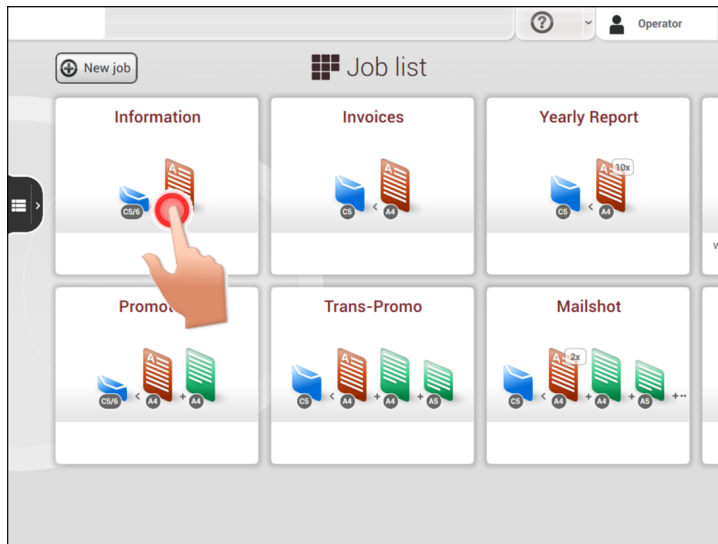 Operator
New job
Job list
Information
Invoices
Yearly Report
A
C5/6
A
C5
<
A4
A
10x
C5
<
A4
Trans-Promo
Mailshot
A
C5/6
<
A4
+
A4
A
C5
<
A4
+
A4
+
A5
A
2x
C5
<
A4
+
A4
+
A5
+